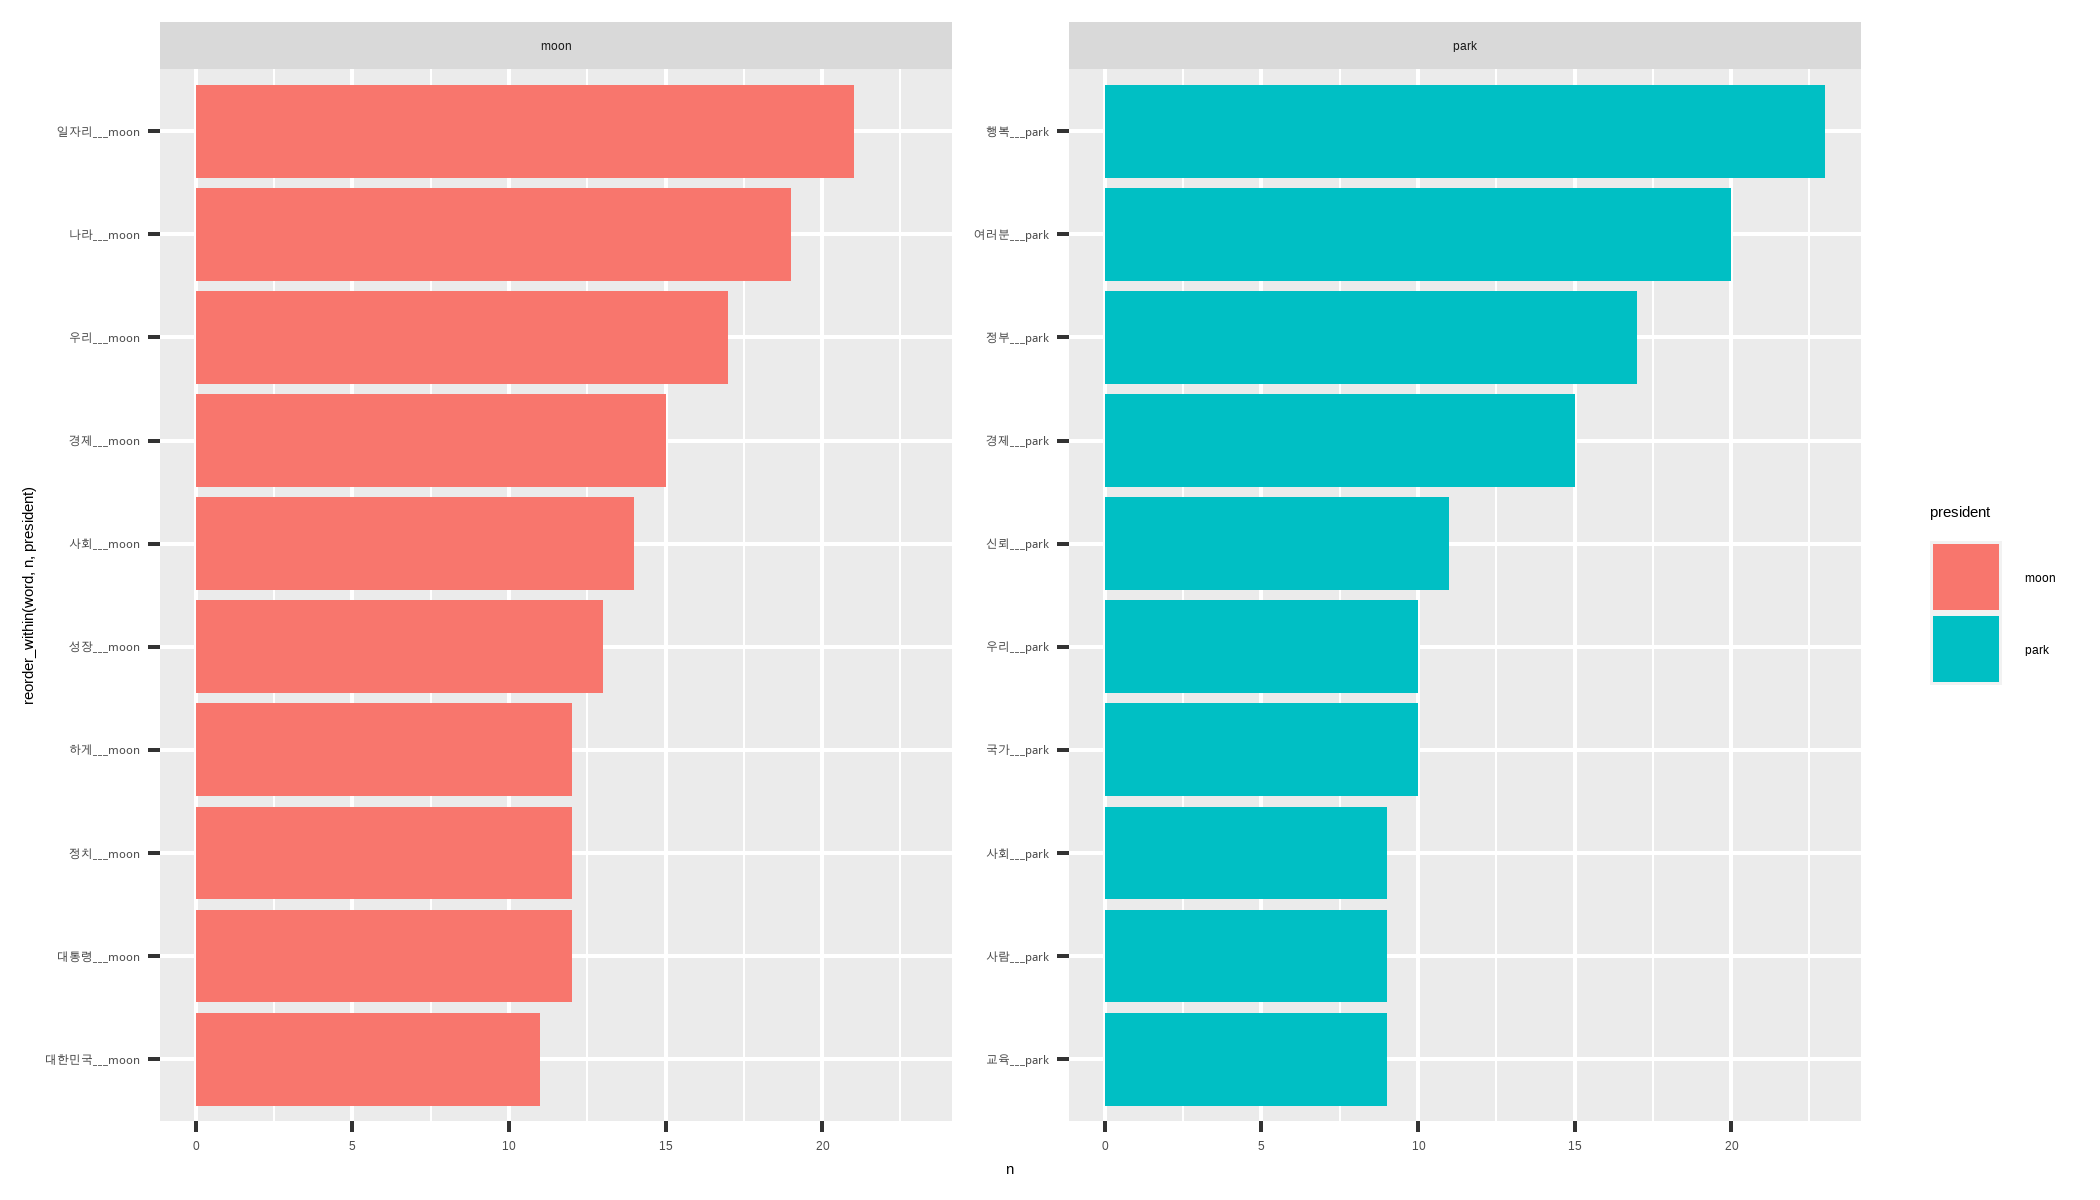 moon
park
일자리___moon
나라___moon
우리___moon
경제___moon
사회___moon
성장___moon
하게___moon
정치___moon
대통령___moon
대한민국___moon
행복___park
여러분___park
정부___park
경제___park
신뢰___park
우리___park
국가___park
사회___park
사람___park
교육___park
0 5 10 15 20
0 5 10 15 20
n
reorder_within(word, n, president)
president
moon
park